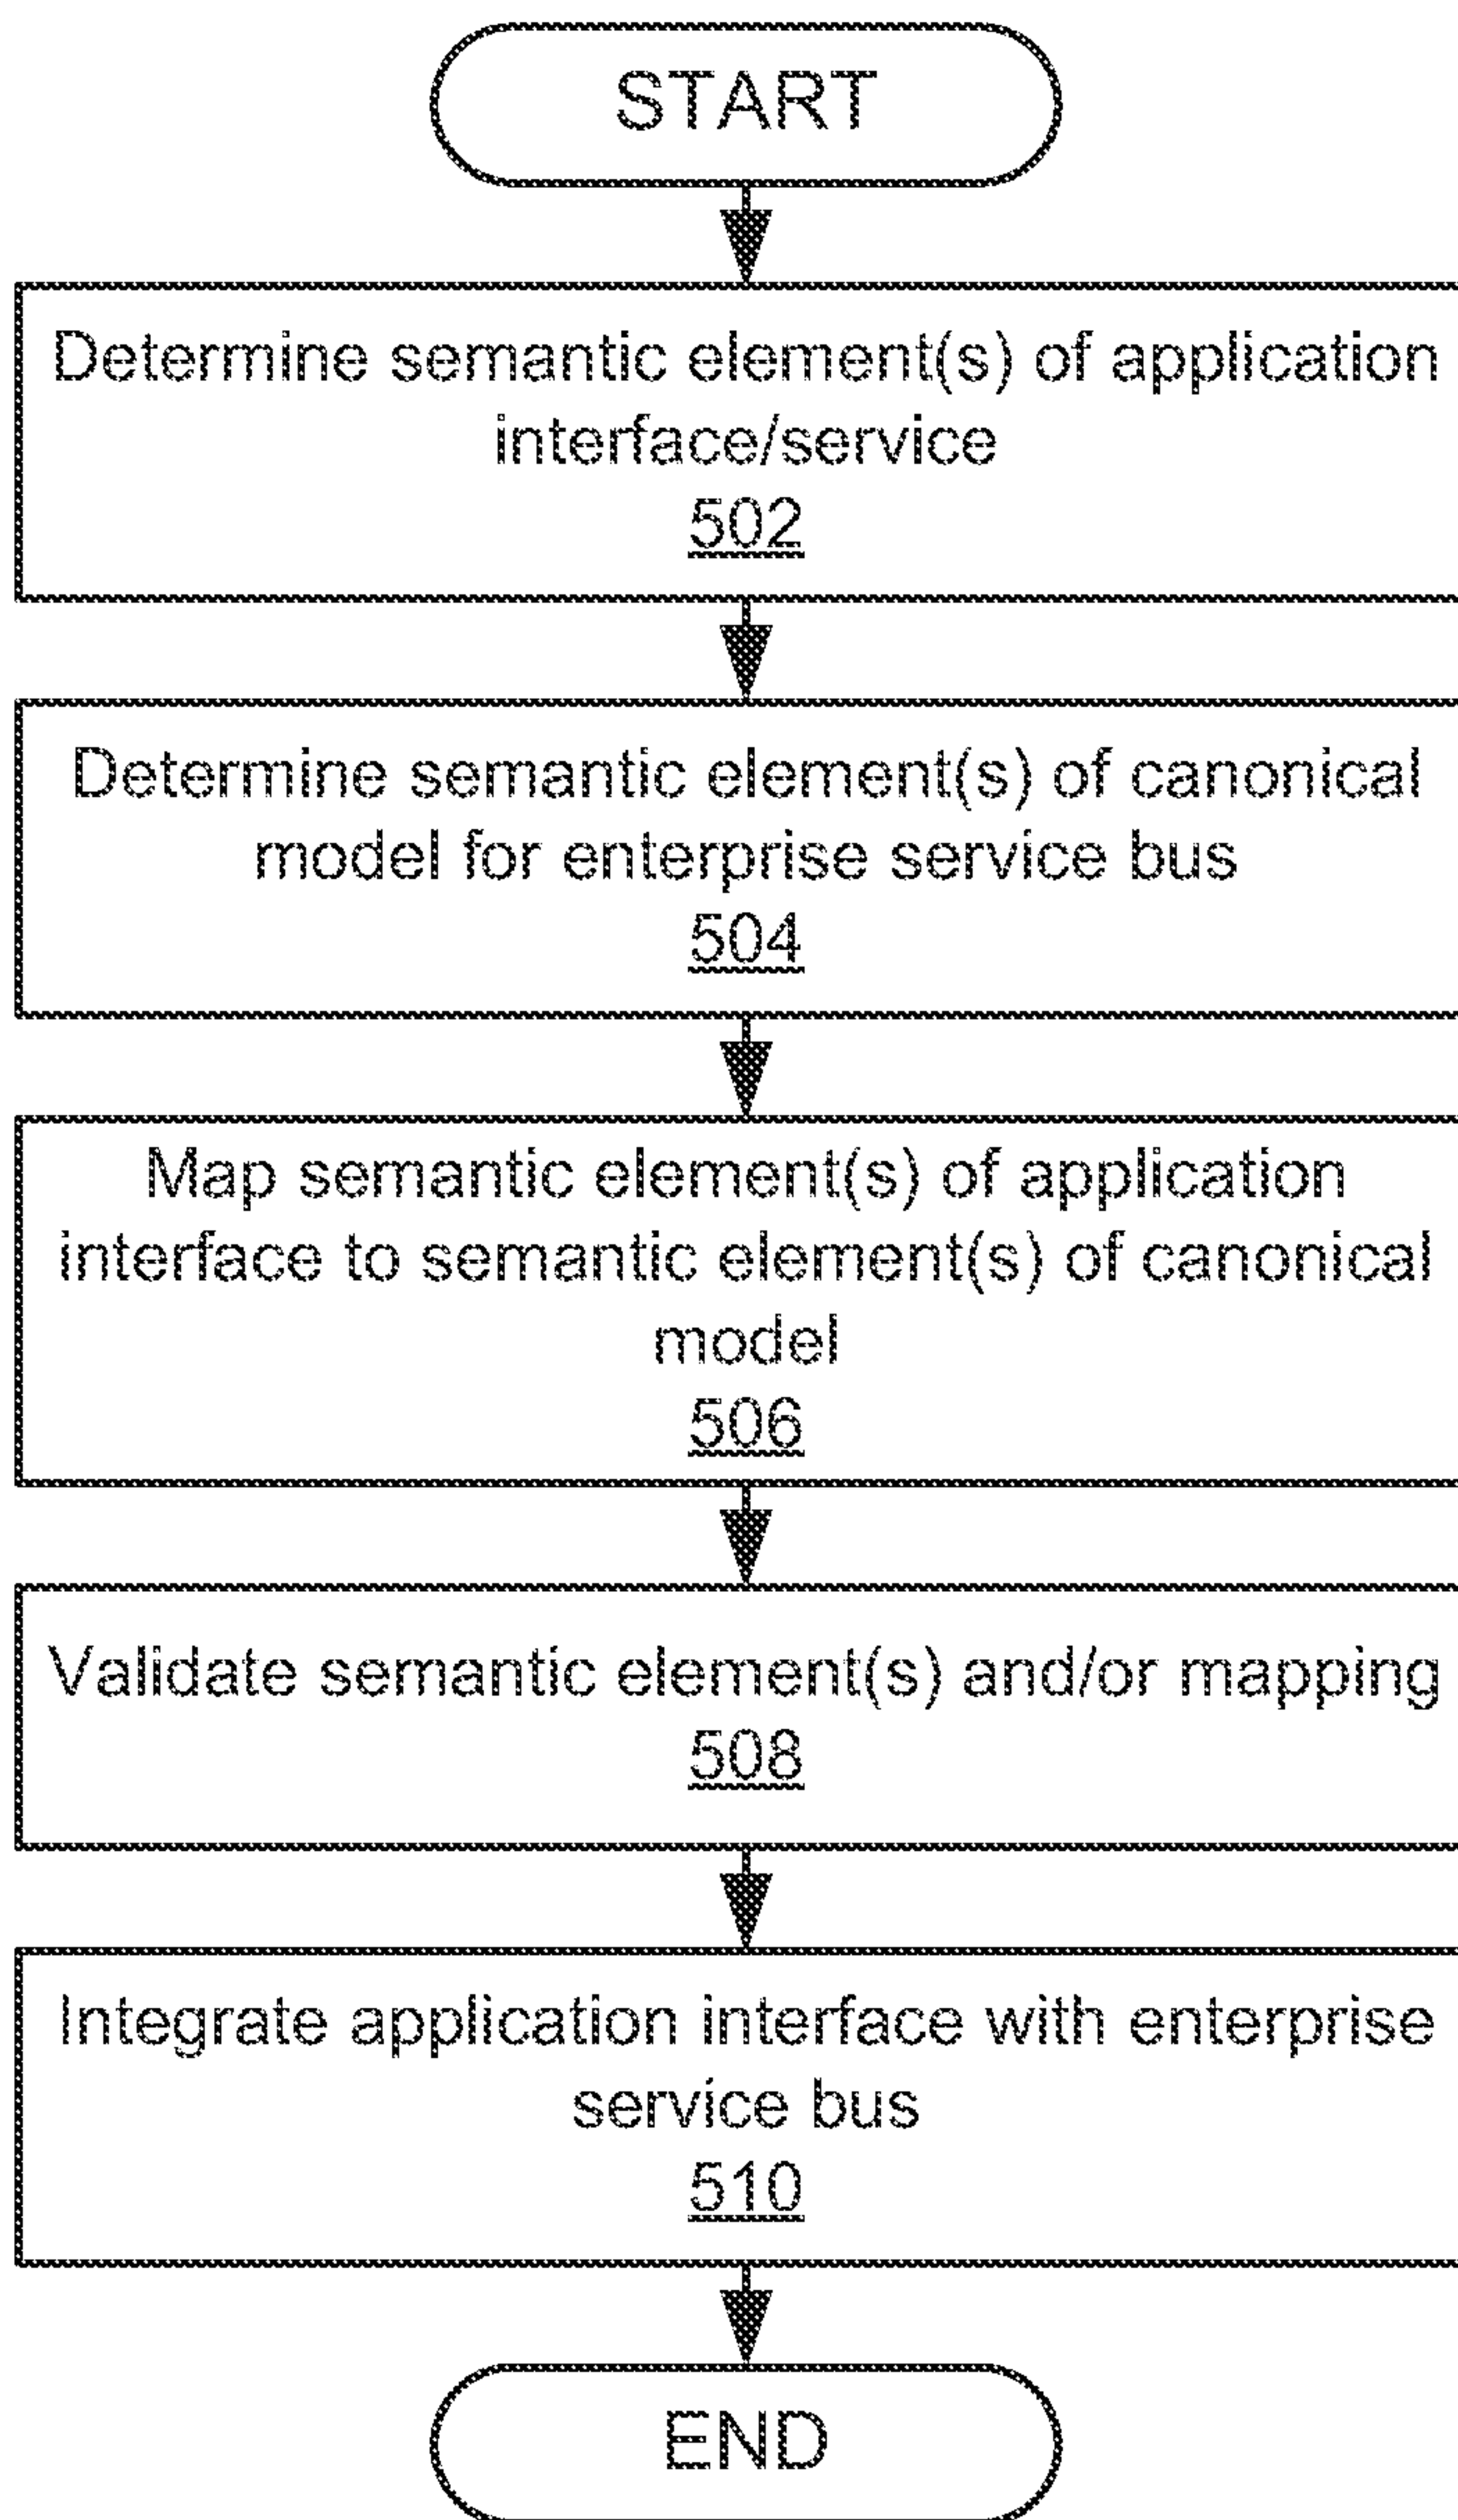 START
Determine semantic element(s) of application
interface/service
502
Determine semantic element(s) of canonical
model for enterprise service bus
504
Map semantic element(s) of application
interface to semantic element(s) of canonical
model
506
Validate semantic element(s) and/or mapping
508
Integrate application interface with enterprise
service bus
510
END